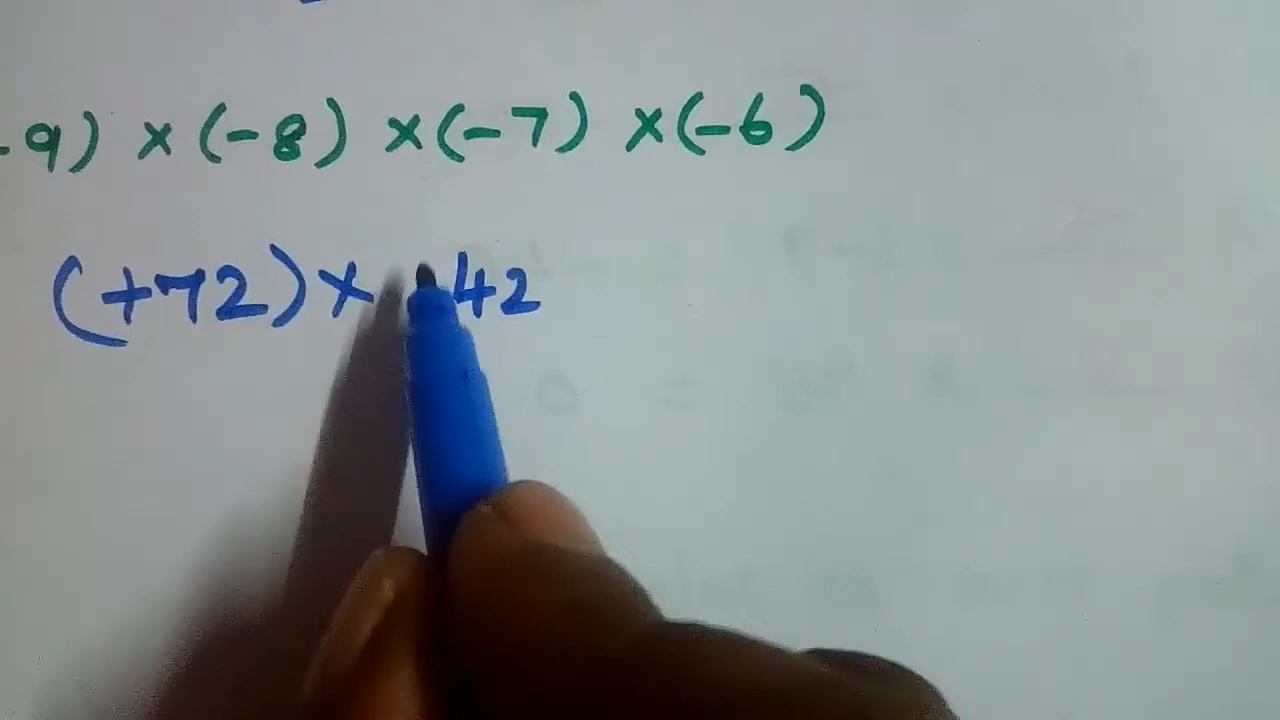 -9) × (-8) × (-7) × (-6)
(+72) × 42